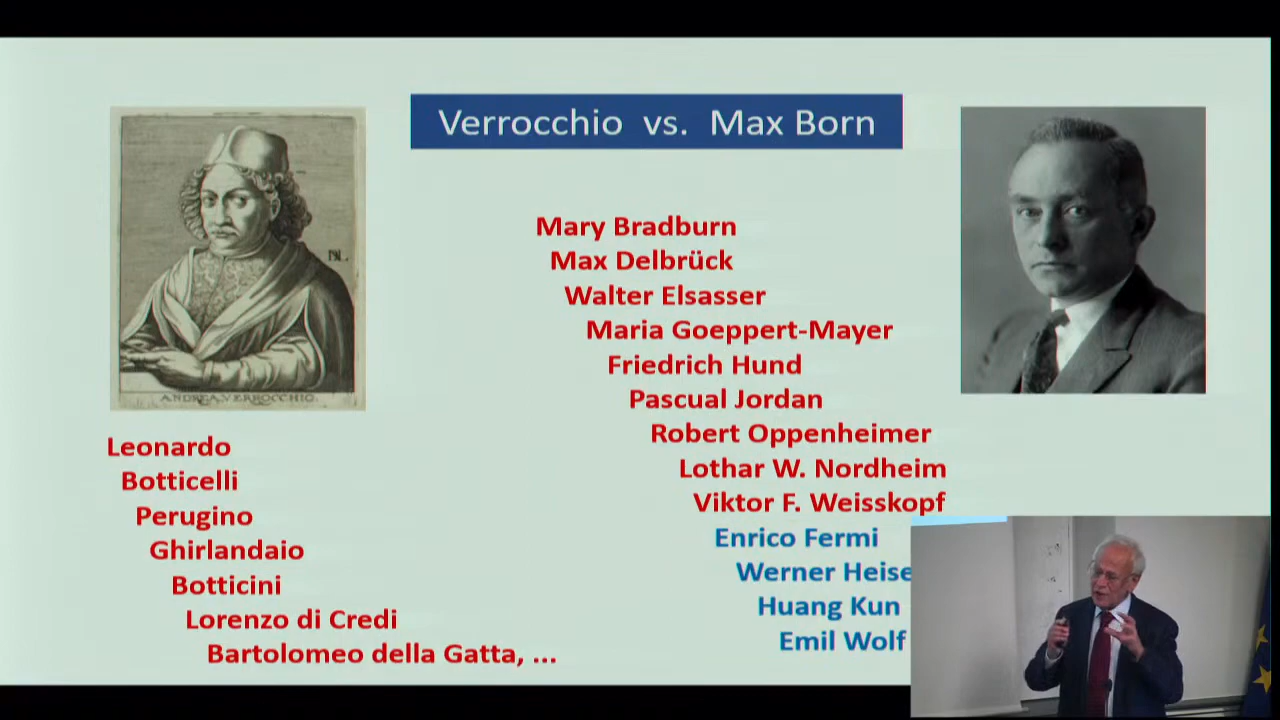 Verrocchio vs. Max Born
ANDREA VERROCCHIO.
Mary Bradburn
Max Delbrück
Walter Elsasser
Maria Goeppert-Mayer
Friedrich Hund
Pascual Jordan
Robert Oppenheimer
Lothar W. Nordheim
Viktor F. Weisskopf
Enrico Fermi
Werner Heise
Huang Kun
Emil Wolf
Leonardo
Botticelli
Perugino
Ghirlandaio
Botticini
Lorenzo di Credi
Bartolomeo della Gatta, ...